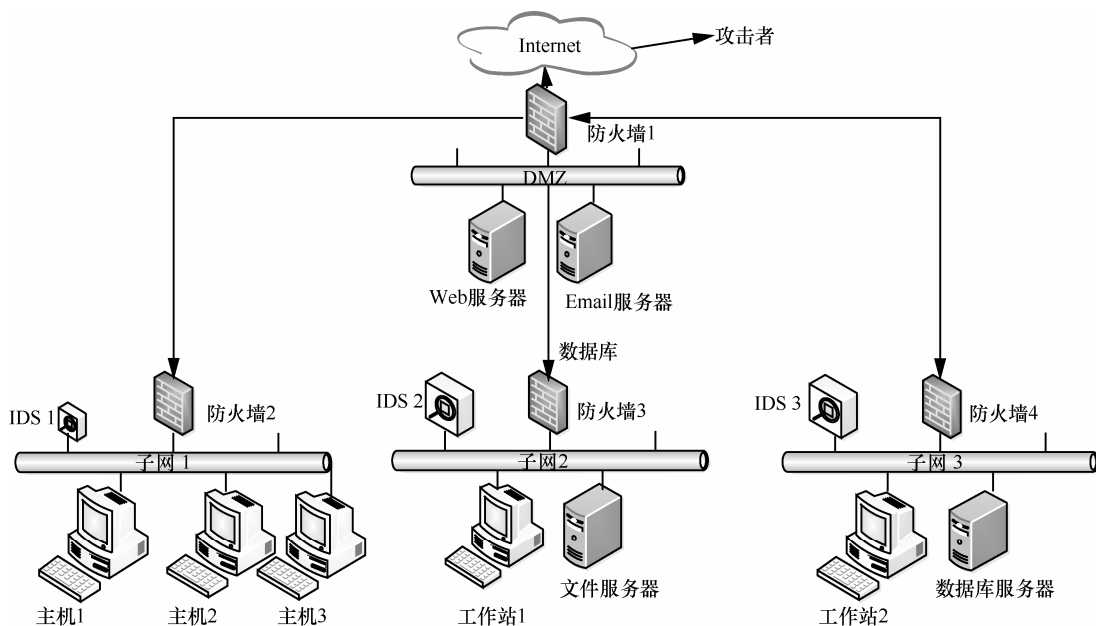 Internet
攻击者
防火墙1
DMZ
Web服务器
Email服务器
数据库
IDS 1
防火墙2
IDS 2
防火墙3
IDS 3
防火墙4
子网 1
子网2
子网 3
主机1
主机2
主机3
工作站1
文件服务器
工作站2
数据库服务器